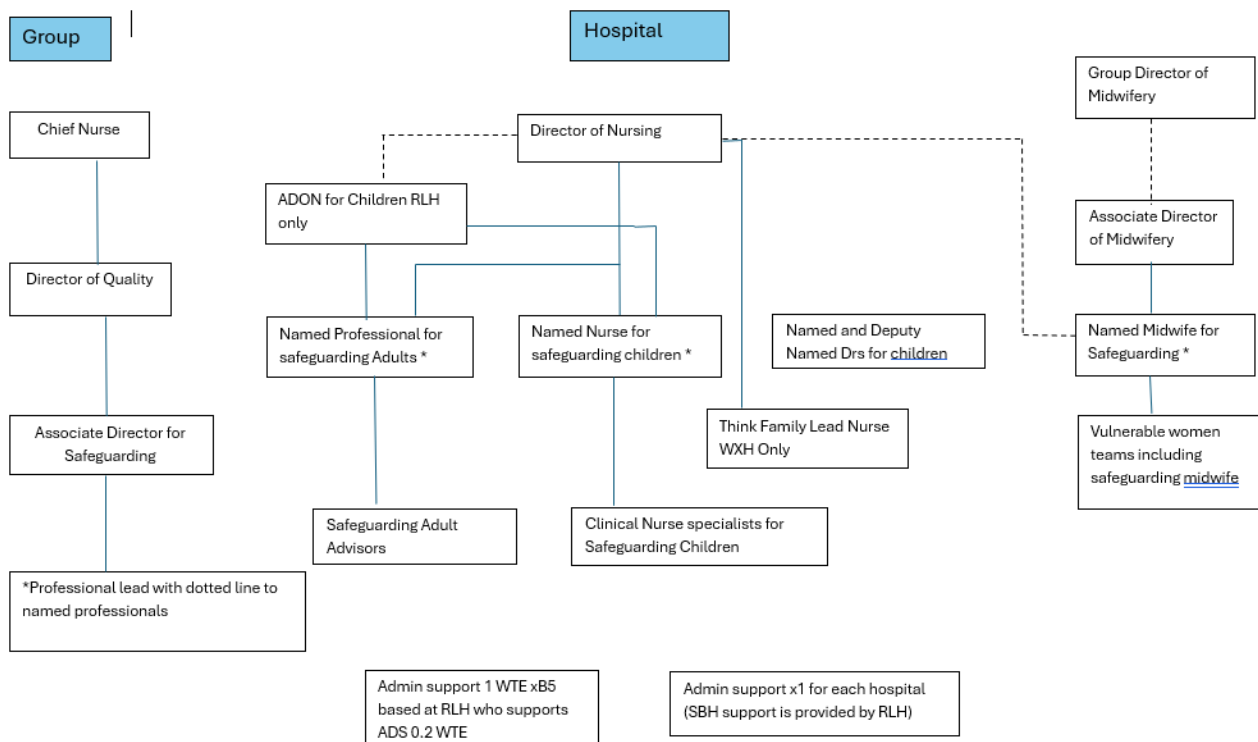 Group
Hospital
Group Director of
Midwifery
Chief Nurse
Director of Nursing
ADON for Children RLH
only
Associate Director
of Midwifery
Director of Quality
Named Professional for
safeguarding Adults *
Named Nurse for
safeguarding children *
Named and Deputy
Named Drs for children
Named Midwife for
Safeguarding *
Associate Director for
Safeguarding
Think Family Lead Nurse
WXH Only
Vulnerable women
teams including
safeguarding midwife
Safeguarding Adult
Advisors
Clinical Nurse specialists for
Safeguarding Children
*Professional lead with dotted line to
named professionals
Admin support 1 WTE xB5
based at RLH who supports
ADS 0.2 WTE
Admin support x1 for each hospital
(SBH support is provided by RLH)